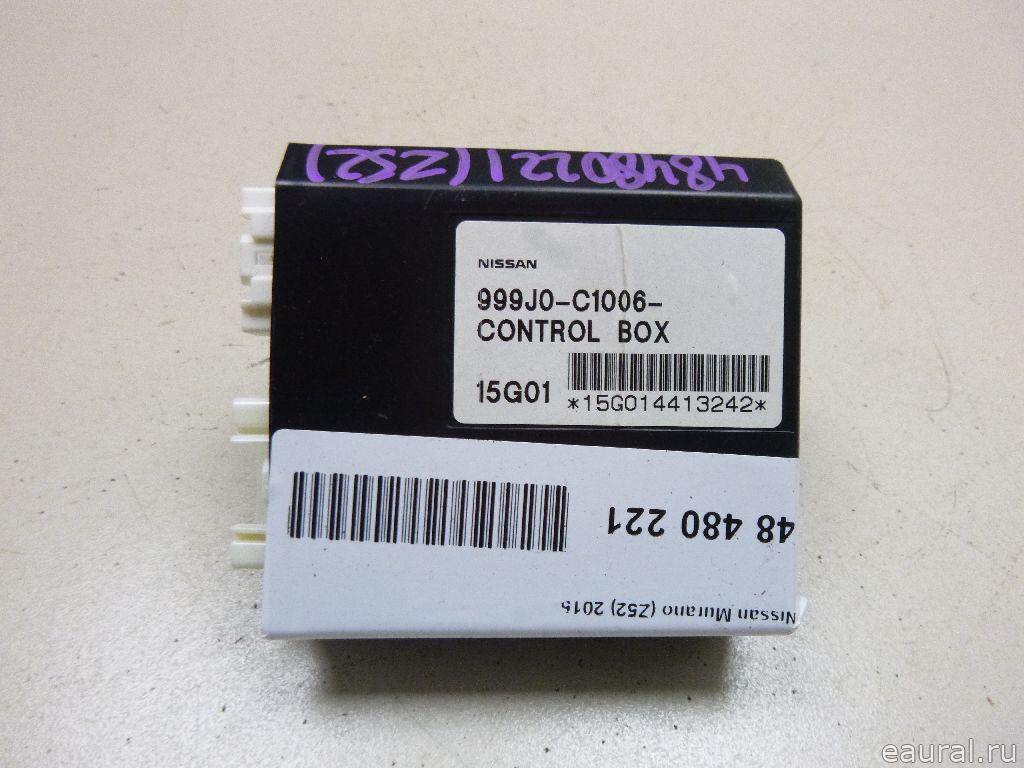 48480221 (Z52)
NISSAN
999J0-C1006-
CONTROL BOX
15G01
*15G014413242*
48 480 221
Nissan Murano (Z52) 2015
eaural.ru